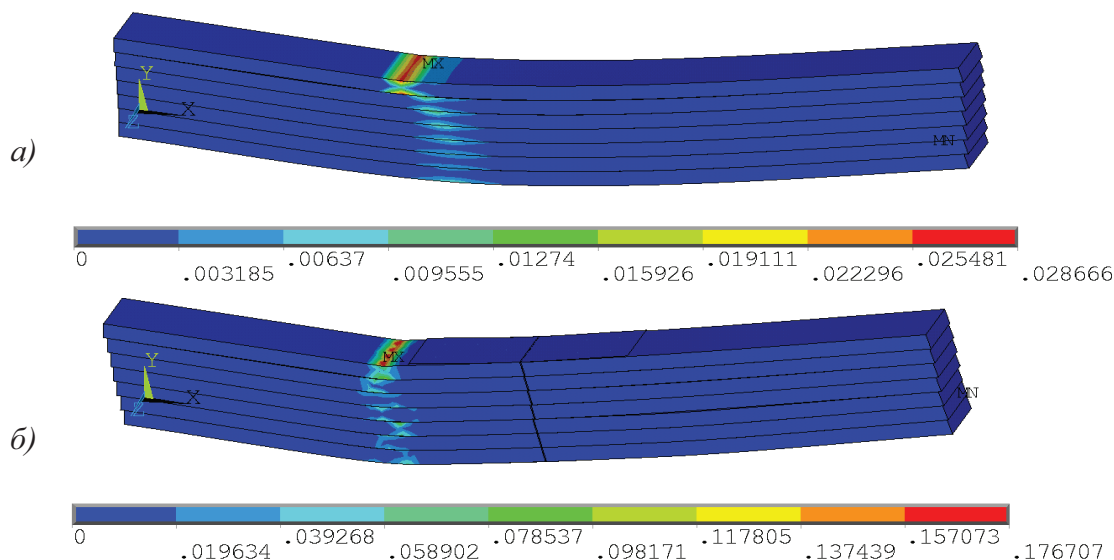 MX
Y
X
Z
MN
а)
0 .00637 .01274 .019111 .025481
.003185 .009555 .015926 .022296 .028666
MX
Y
X
Z
MN
б)
0 .039268 .078537 .117805 .157073
.019634 .058902 .098171 .137439 .176707